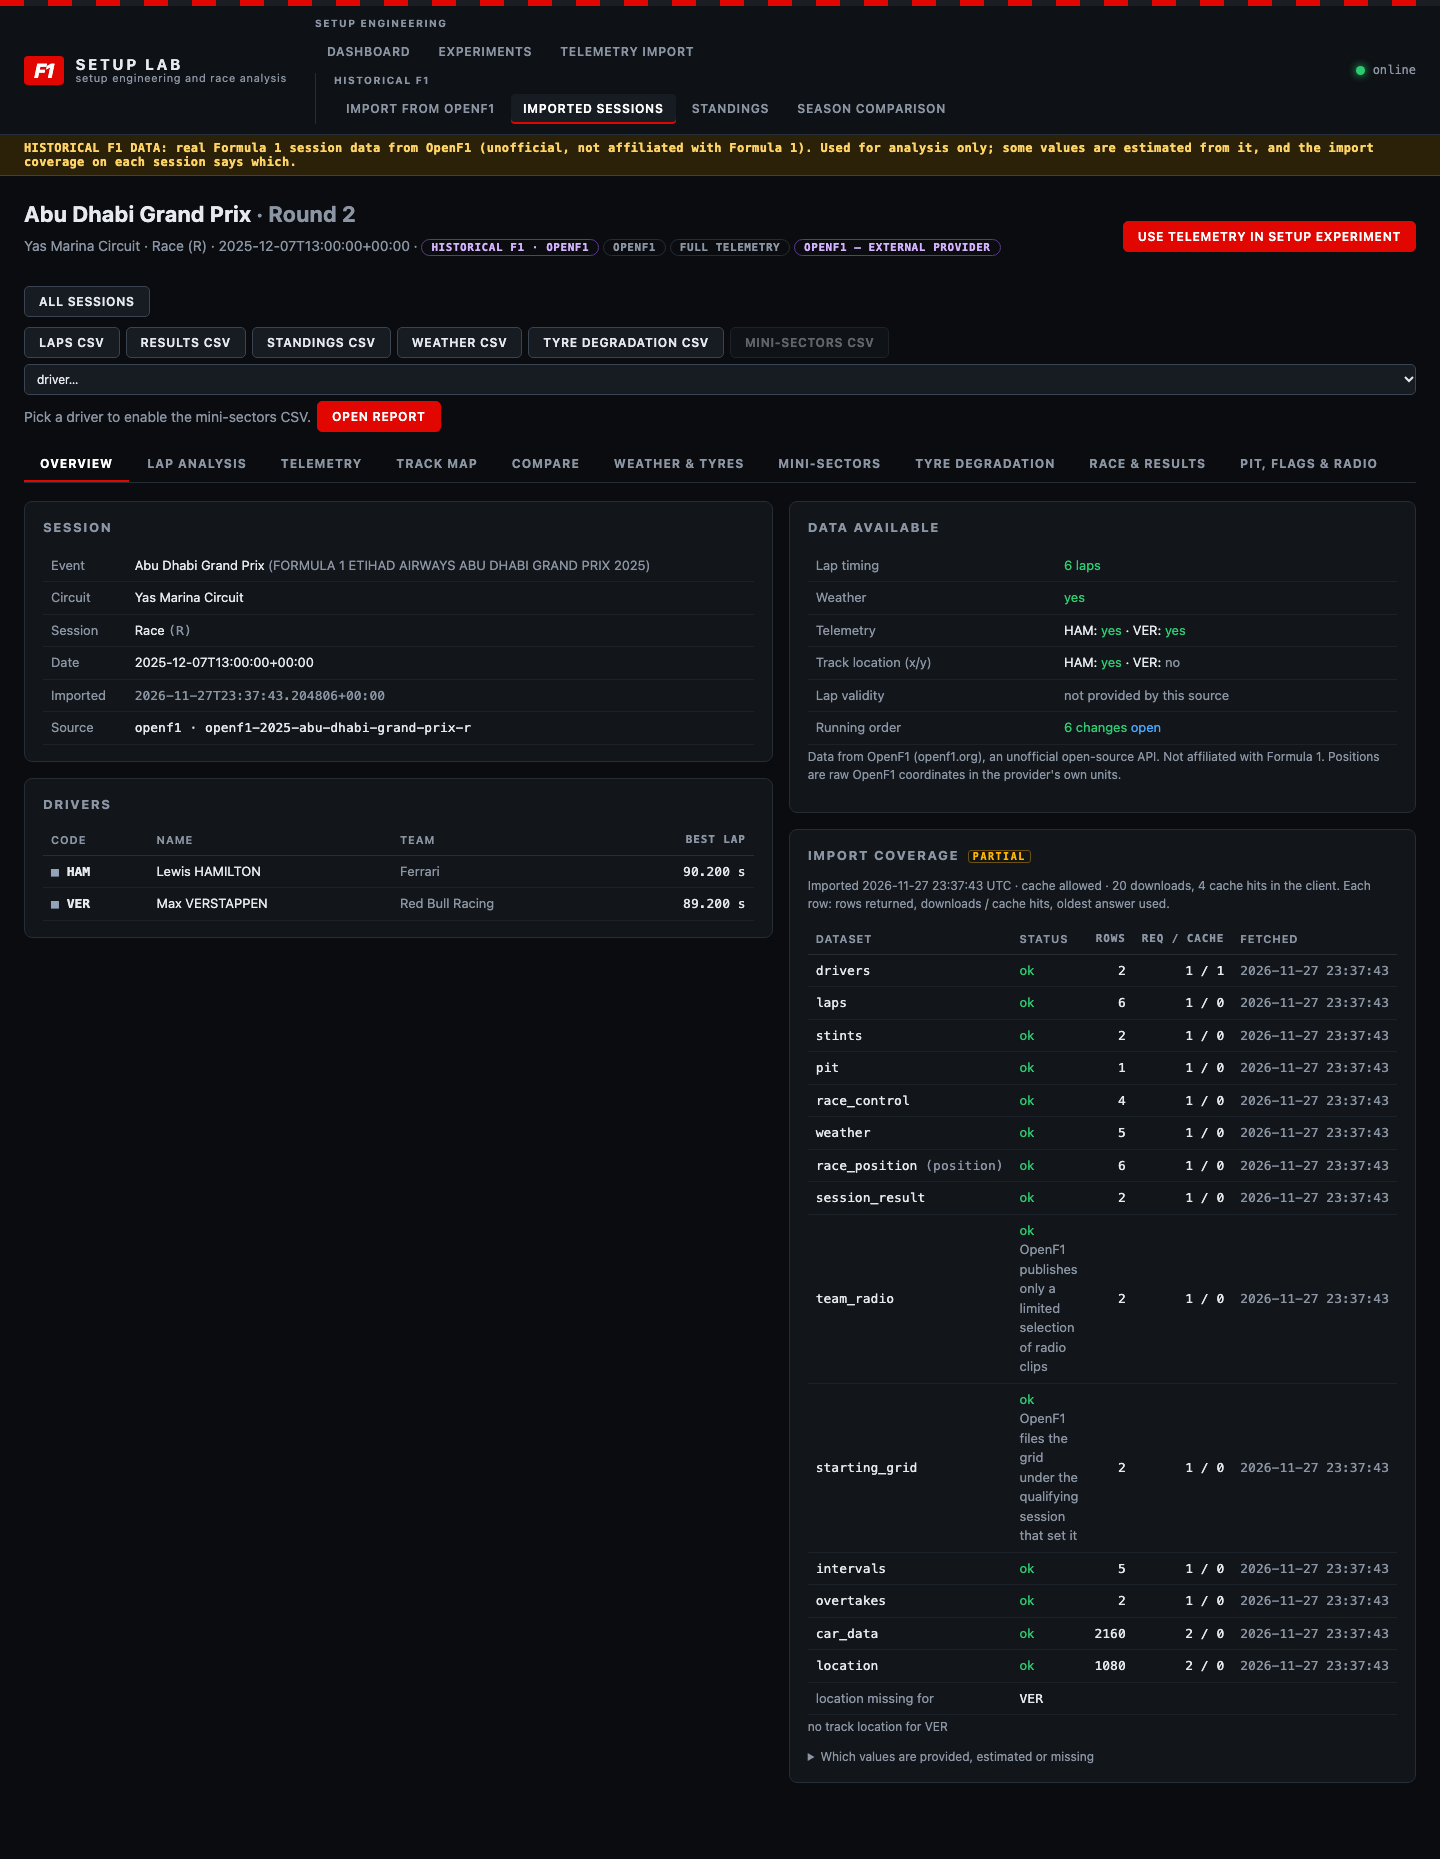 SETUP ENGINEERING
F1 SETUP LAB
setup engineering and race analysis
DASHBOARD EXPERIMENTS TELEMETRY IMPORT
HISTORICAL F1
IMPORT FROM OPENF1 IMPORTED SESSIONS STANDINGS SEASON COMPARISON
online
HISTORICAL F1 DATA: real Formula 1 session data from OpenF1 (unofficial, not affiliated with Formula 1). Used for analysis only; some values are estimated from it, and the import
coverage on each session says which.
Abu Dhabi Grand Prix · Round 2
Yas Marina Circuit · Race (R) · 2025-12-07T13:00:00+00:00 · HISTORICAL F1 · OPENF1 OPENF1 FULL TELEMETRY OPENF1 — EXTERNAL PROVIDER
USE TELEMETRY IN SETUP EXPERIMENT
ALL SESSIONS
LAPS CSV RESULTS CSV STANDINGS CSV WEATHER CSV TYRE DEGRADATION CSV MINI-SECTORS CSV
driver...
Pick a driver to enable the mini-sectors CSV. OPEN REPORT
OVERVIEW LAP ANALYSIS TELEMETRY TRACK MAP COMPARE WEATHER & TYRES MINI-SECTORS TYRE DEGRADATION RACE & RESULTS PIT, FLAGS & RADIO
SESSION
Event Abu Dhabi Grand Prix (FORMULA 1 ETIHAD AIRWAYS ABU DHABI GRAND PRIX 2025)
Circuit Yas Marina Circuit
Session Race (R)
Date 2025-12-07T13:00:00+00:00
Imported 2026-11-27T23:37:43.204806+00:00
Source openf1 · openf1-2025-abu-dhabi-grand-prix-r
DRIVERS
CODE NAME TEAM BEST LAP
HAM Lewis HAMILTON Ferrari 90.200 s
VER Max VERSTAPPEN Red Bull Racing 89.200 s
DATA AVAILABLE
Lap timing 6 laps
Weather yes
Telemetry HAM: yes · VER: yes
Track location (x/y) HAM: yes · VER: no
Lap validity not provided by this source
Running order 6 changes open
Data from OpenF1 (openf1.org), an unofficial open-source API. Not affiliated with Formula 1. Positions
are raw OpenF1 coordinates in the provider's own units.
IMPORT COVERAGE PARTIAL
Imported 2026-11-27 23:37:43 UTC · cache allowed · 20 downloads, 4 cache hits in the client. Each
row: rows returned, downloads / cache hits, oldest answer used.
DATASET STATUS ROWS REQ / CACHE FETCHED
drivers ok 2 1 / 1 2026-11-27 23:37:43
laps ok 6 1 / 0 2026-11-27 23:37:43
stints ok 2 1 / 0 2026-11-27 23:37:43
pit ok 1 1 / 0 2026-11-27 23:37:43
race_control ok 4 1 / 0 2026-11-27 23:37:43
weather ok 5 1 / 0 2026-11-27 23:37:43
race_position (position) ok 6 1 / 0 2026-11-27 23:37:43
session_result ok 2 1 / 0 2026-11-27 23:37:43
ok
OpenF1
publishes
only a
limited
selection
of radio
clips
team_radio 2 1 / 0 2026-11-27 23:37:43
ok
OpenF1
files the
grid
under the
qualifying
session
that set it
starting_grid 2 1 / 0 2026-11-27 23:37:43
intervals ok 5 1 / 0 2026-11-27 23:37:43
overtakes ok 2 1 / 0 2026-11-27 23:37:43
car_data ok 2160 2 / 0 2026-11-27 23:37:43
location ok 1080 2 / 0 2026-11-27 23:37:43
location missing for VER
no track location for VER
Which values are provided, estimated or missing